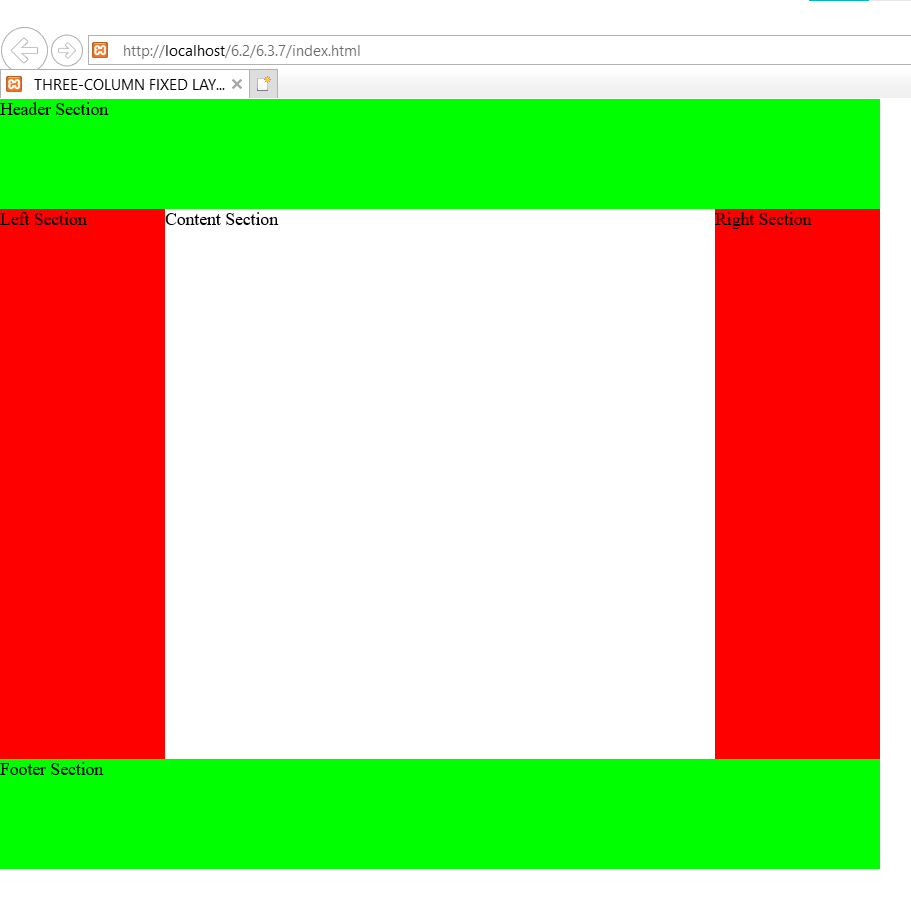 http://localhost/6.2/6.3.7/index.html
THREE-COLUMN FIXED LAY...
Header Section
Left Section
Content Section
Right Section
Footer Section